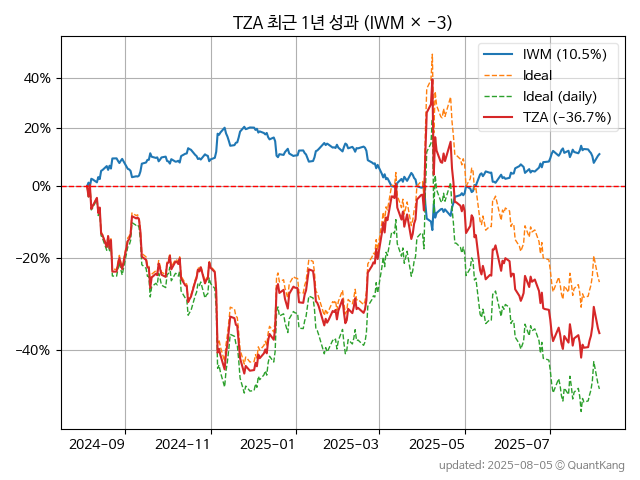 TZA 최근 1년 성과 (IWM × −3)
IWM (10.5%)
Ideal
Ideal (daily)
TZA (−36.7%)
40%
20%
0%
−20%
−40%
2024-09 2024-11 2025-01 2025-03 2025-05 2025-07
updated: 2025-08-05 ⓒ QuantKang